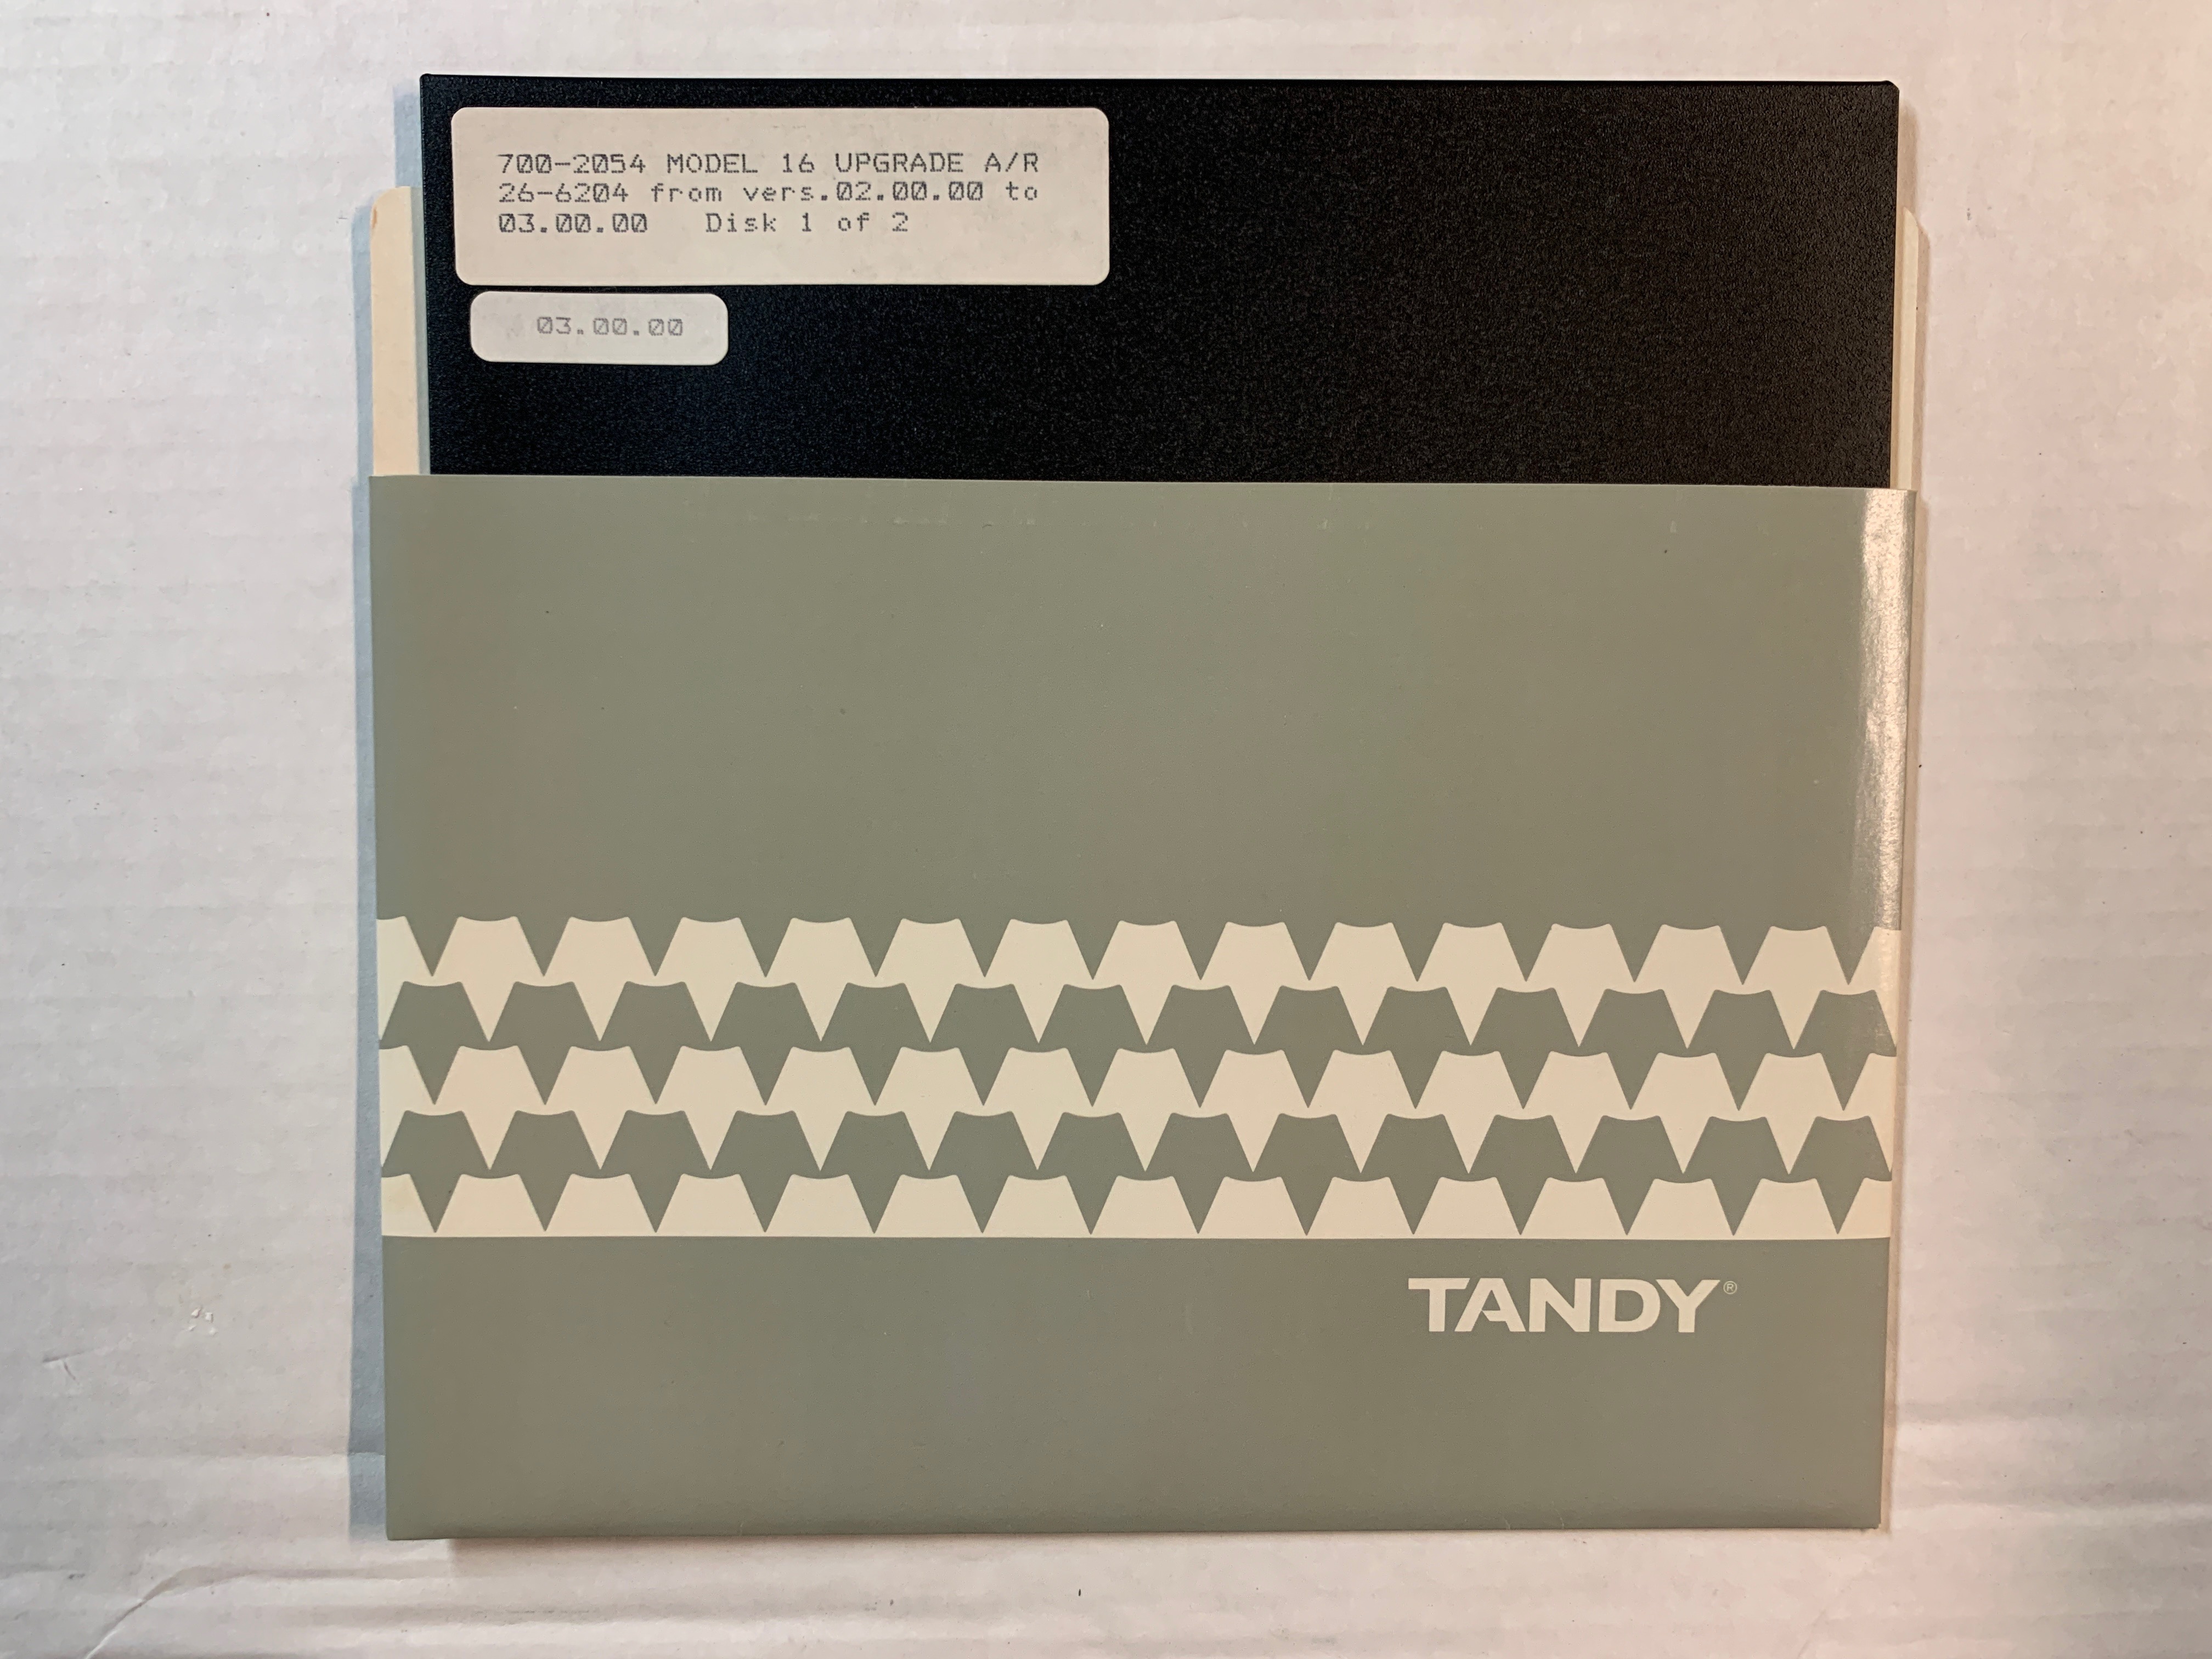 700-2054 MODEL 16 UPGRADE A/R
26-6204 from vers.02.00.00 to
03.00.00   Disk 1 of 2
03.00.00
TANDY®